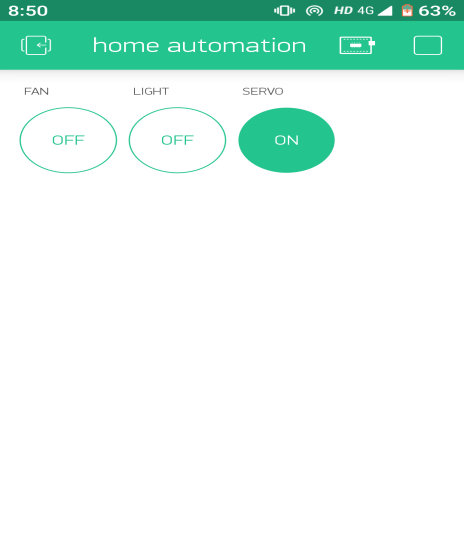 8:50 HD 4G 63%
home automation
FAN LIGHT SERVO
OFF OFF ON